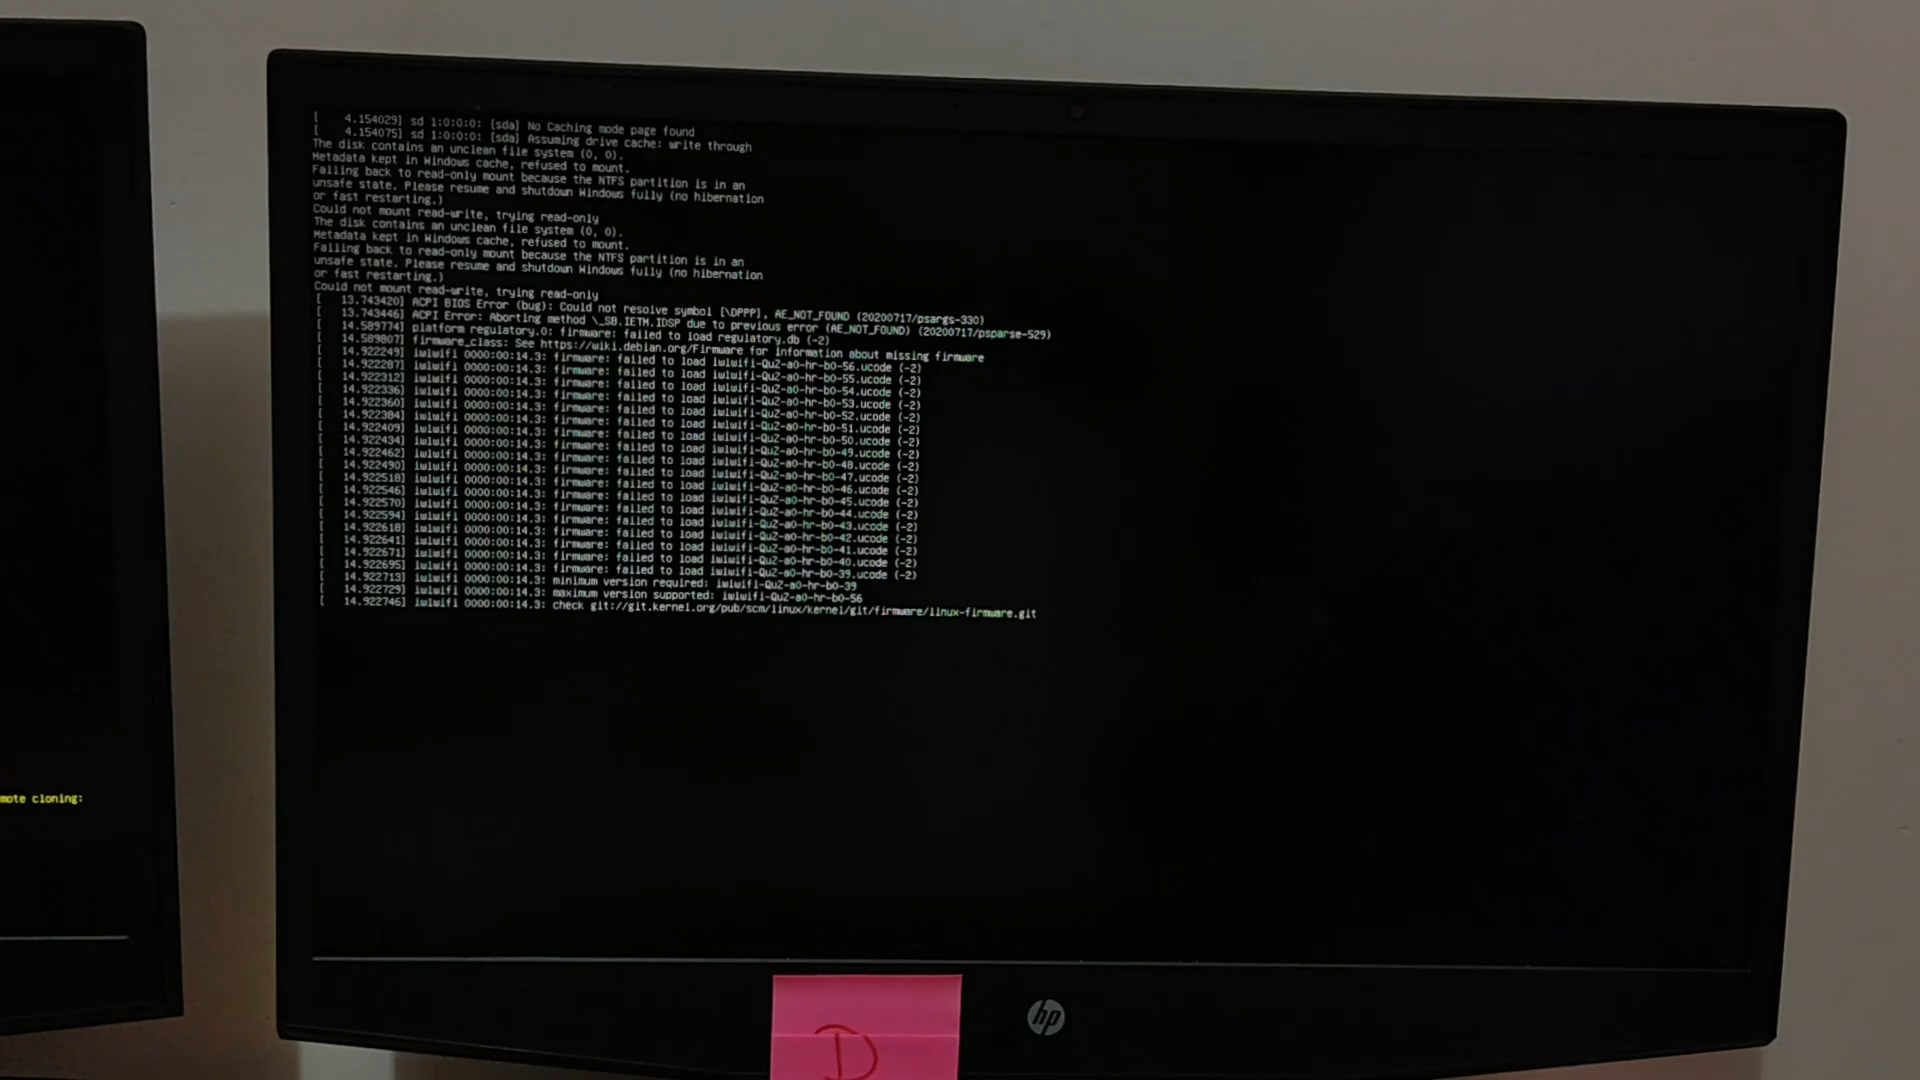 [    4.154029] sd 1:0:0:0: [sda] No Caching mode page found
[    4.154075] sd 1:0:0:0: [sda] Assuming drive cache: write through
The disk contains an unclean file system (0, 0).
Metadata kept in Windows cache, refused to mount.
Falling back to read-only mount because the NTFS partition is in an
unsafe state. Please resume and shutdown Windows fully (no hibernation
or fast restarting.)
Could not mount read-write, trying read-only
The disk contains an unclean file system (0, 0).
Metadata kept in Windows cache, refused to mount.
Falling back to read-only mount because the NTFS partition is in an
unsafe state. Please resume and shutdown Windows fully (no hibernation
or fast restarting.)
Could not mount read-write, trying read-only
[   13.743420] ACPI BIOS Error (bug): Could not resolve symbol [\DPPP], AE_NOT_FOUND (20200717/psargs-330)
[   13.743446] ACPI Error: Aborting method \_SB.IETM.IDSP due to previous error (AE_NOT_FOUND) (20200717/psparse-529)
[   14.589774] platform regulatory.0: firmware: failed to load regulatory.db (-2)
[   14.589807] firmware_class: See https://wiki.debian.org/Firmware for information about missing firmware
[   14.922249] iwlwifi 0000:00:14.3: firmware: failed to load iwlwifi-QuZ-a0-hr-b0-56.ucode (-2)
[   14.922287] iwlwifi 0000:00:14.3: firmware: failed to load iwlwifi-QuZ-a0-hr-b0-55.ucode (-2)
[   14.922312] iwlwifi 0000:00:14.3: firmware: failed to load iwlwifi-QuZ-a0-hr-b0-54.ucode (-2)
[   14.922336] iwlwifi 0000:00:14.3: firmware: failed to load iwlwifi-QuZ-a0-hr-b0-53.ucode (-2)
[   14.922360] iwlwifi 0000:00:14.3: firmware: failed to load iwlwifi-QuZ-a0-hr-b0-52.ucode (-2)
[   14.922384] iwlwifi 0000:00:14.3: firmware: failed to load iwlwifi-QuZ-a0-hr-b0-51.ucode (-2)
[   14.922409] iwlwifi 0000:00:14.3: firmware: failed to load iwlwifi-QuZ-a0-hr-b0-50.ucode (-2)
[   14.922434] iwlwifi 0000:00:14.3: firmware: failed to load iwlwifi-QuZ-a0-hr-b0-49.ucode (-2)
[   14.922462] iwlwifi 0000:00:14.3: firmware: failed to load iwlwifi-QuZ-a0-hr-b0-48.ucode (-2)
[   14.922490] iwlwifi 0000:00:14.3: firmware: failed to load iwlwifi-QuZ-a0-hr-b0-47.ucode (-2)
[   14.922518] iwlwifi 0000:00:14.3: firmware: failed to load iwlwifi-QuZ-a0-hr-b0-46.ucode (-2)
[   14.922546] iwlwifi 0000:00:14.3: firmware: failed to load iwlwifi-QuZ-a0-hr-b0-45.ucode (-2)
[   14.922570] iwlwifi 0000:00:14.3: firmware: failed to load iwlwifi-QuZ-a0-hr-b0-44.ucode (-2)
[   14.922594] iwlwifi 0000:00:14.3: firmware: failed to load iwlwifi-QuZ-a0-hr-b0-43.ucode (-2)
[   14.922618] iwlwifi 0000:00:14.3: firmware: failed to load iwlwifi-QuZ-a0-hr-b0-42.ucode (-2)
[   14.922641] iwlwifi 0000:00:14.3: firmware: failed to load iwlwifi-QuZ-a0-hr-b0-41.ucode (-2)
[   14.922671] iwlwifi 0000:00:14.3: firmware: failed to load iwlwifi-QuZ-a0-hr-b0-40.ucode (-2)
[   14.922695] iwlwifi 0000:00:14.3: firmware: failed to load iwlwifi-QuZ-a0-hr-b0-39.ucode (-2)
[   14.922713] iwlwifi 0000:00:14.3: minimum version required: iwlwifi-QuZ-a0-hr-b0-39
[   14.922729] iwlwifi 0000:00:14.3: maximum version supported: iwlwifi-QuZ-a0-hr-b0-56
[   14.922746] iwlwifi 0000:00:14.3: check git://git.kernel.org/pub/scm/linux/kernel/git/firmware/linux-firmware.git
mote cloning:
hp
D